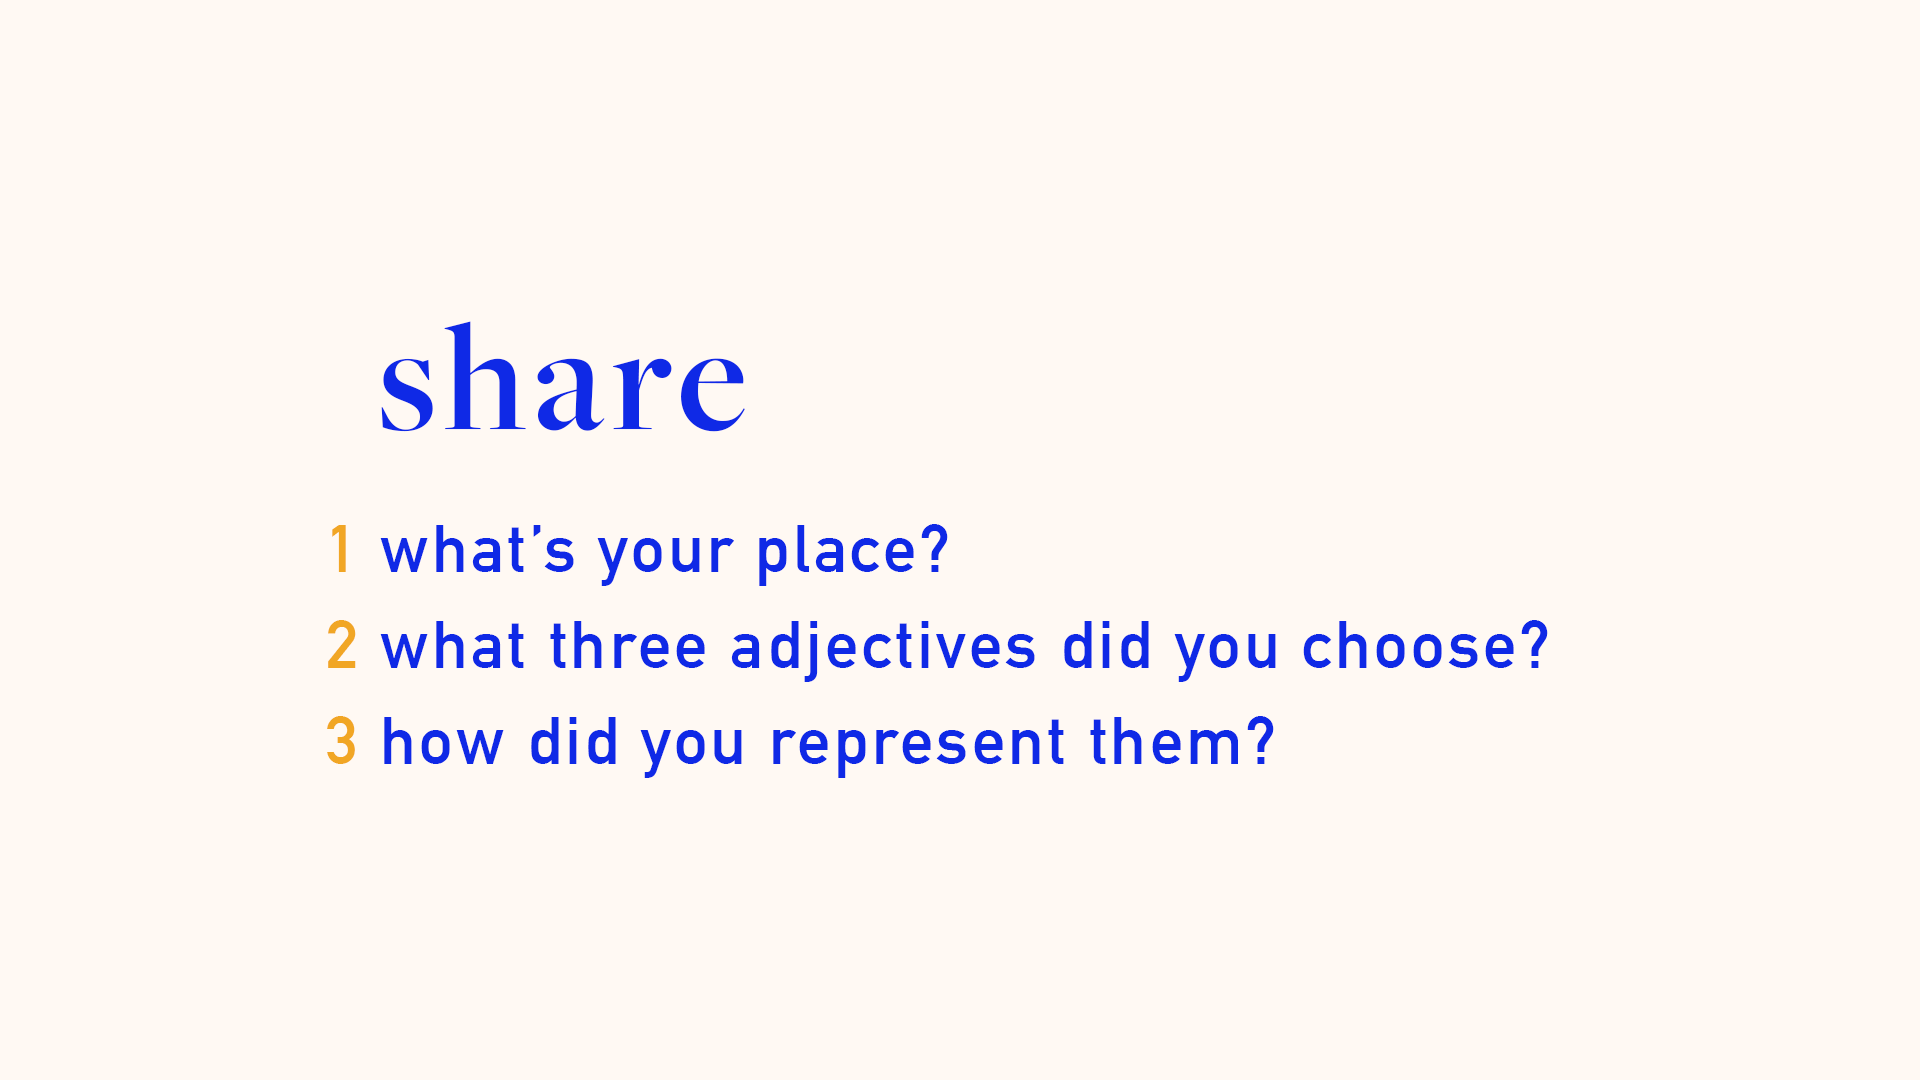 share
1 what’s your place?
2 what three adjectives did you choose?
3 how did you represent them?